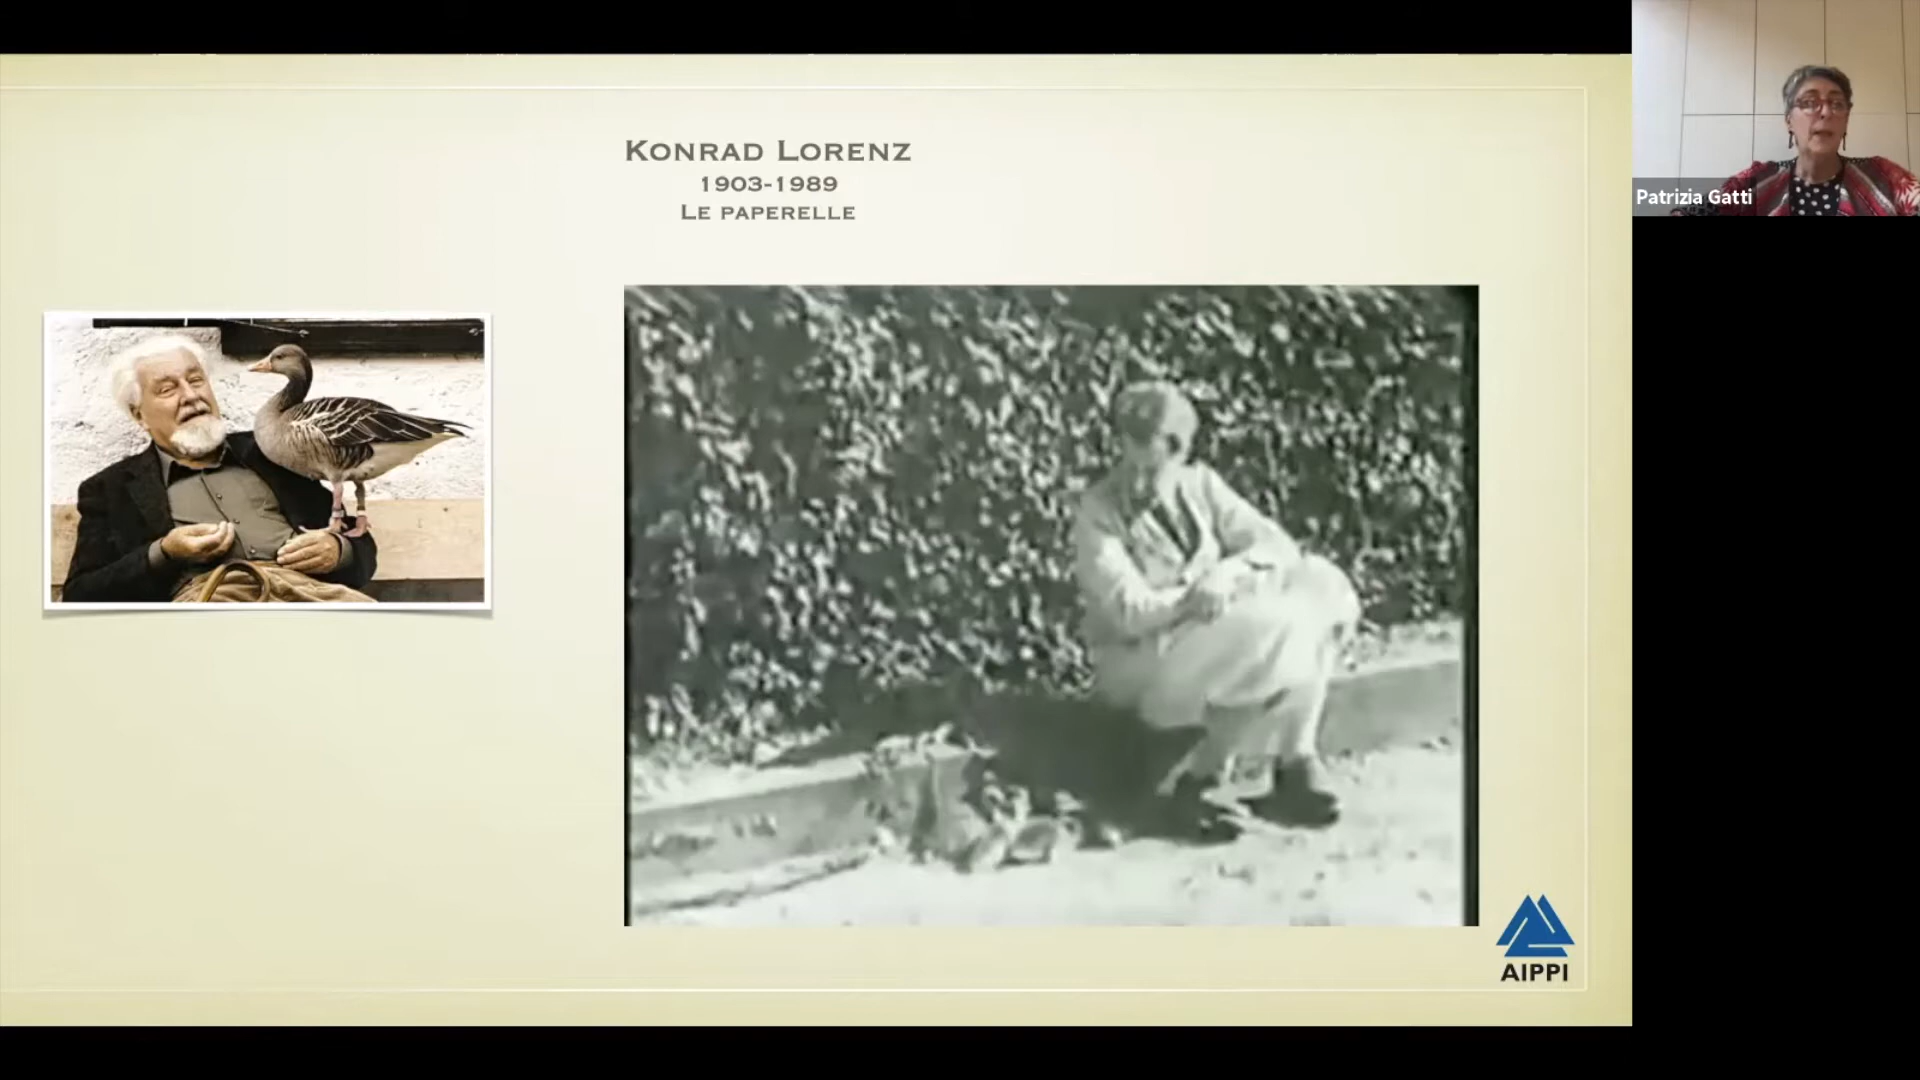 Konrad Lorenz
1903-1989
Le paperelle
Patrizia Gatti
AIPPI